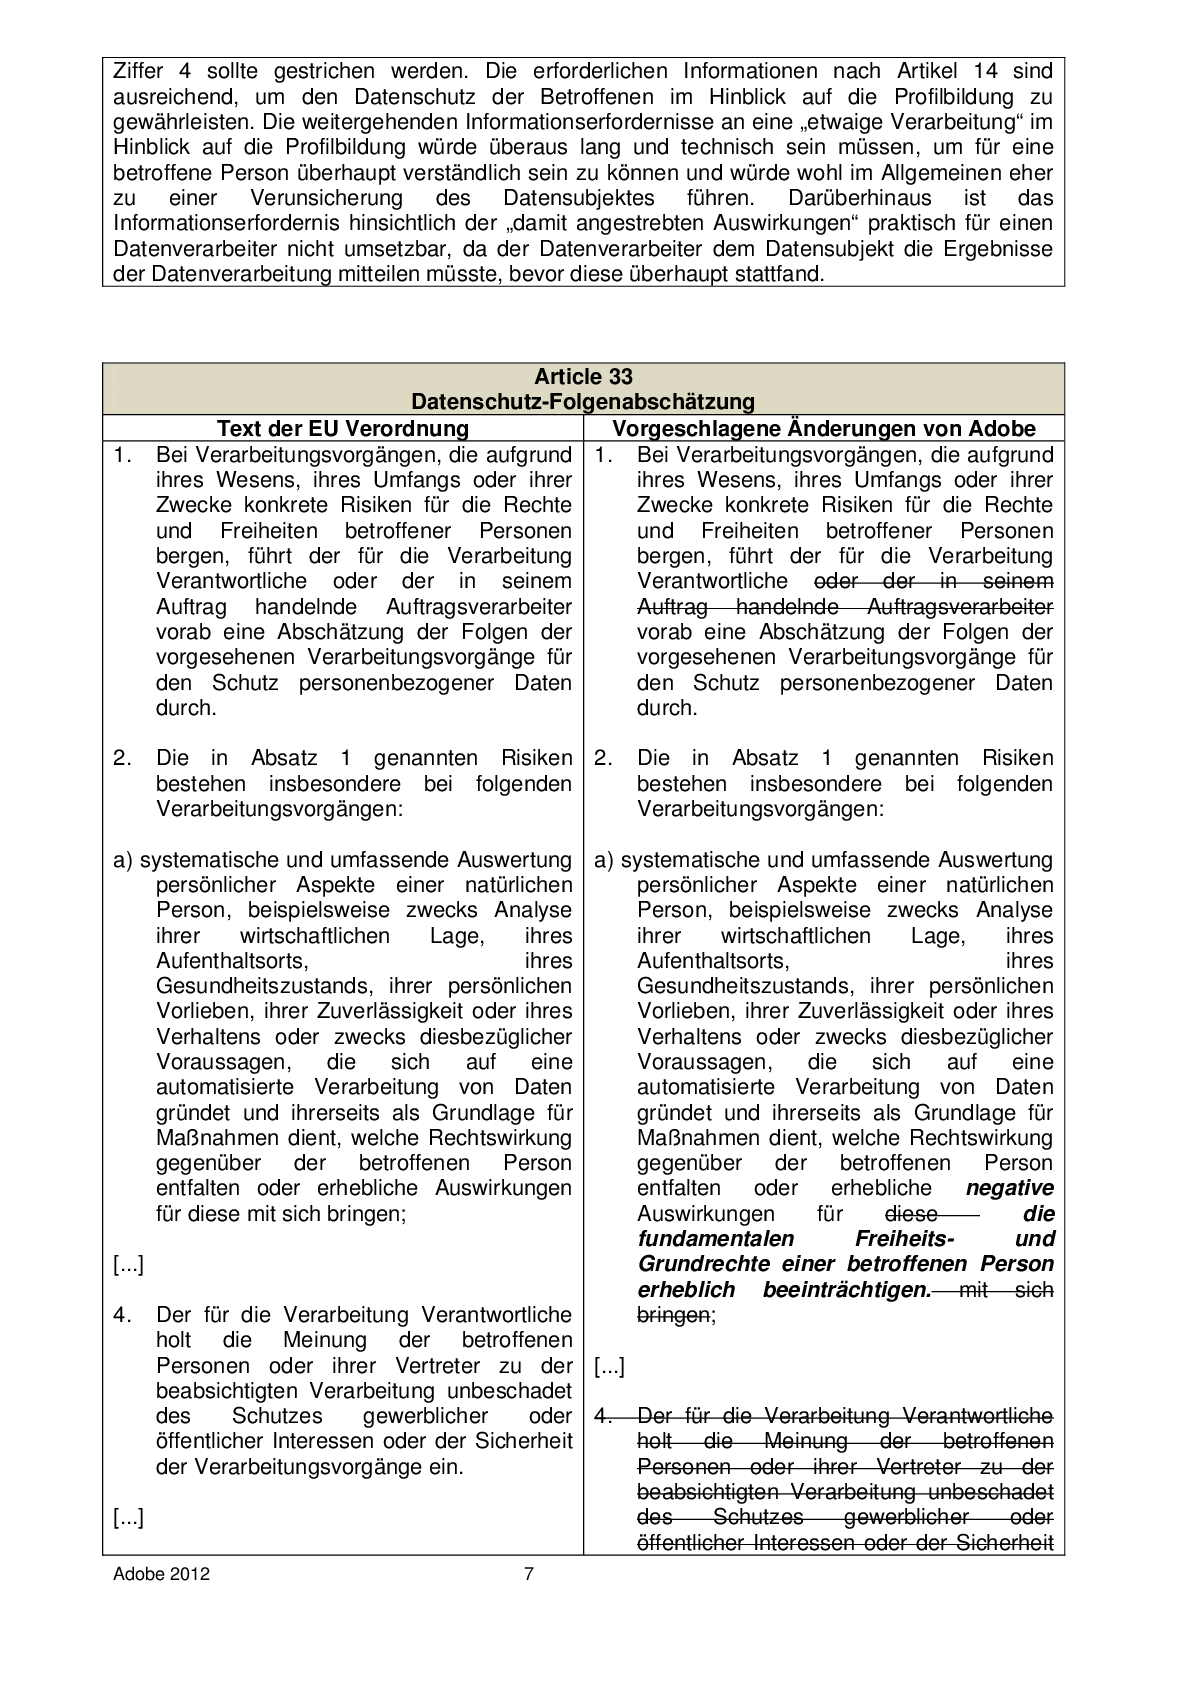 Ziffer 4 sollte gestrichen werden. Die erforderlichen Informationen nach Artikel 14 sind
ausreichend, um den Datenschutz der Betroffenen im Hinblick auf die Profilbildung zu
gewährleisten. Die weitergehenden Informationserfordernisse an eine „etwaige Verarbeitung“ im
Hinblick auf die Profilbildung würde überaus lang und technisch sein müssen, um für eine
betroffene Person überhaupt verständlich sein zu können und würde wohl im Allgemeinen eher
zu einer Verunsicherung des Datensubjektes führen. Darüberhinaus ist das
Informationserfordernis hinsichtlich der „damit angestrebten Auswirkungen“ praktisch für einen
Datenverarbeiter nicht umsetzbar, da der Datenverarbeiter dem Datensubjekt die Ergebnisse
der Datenverarbeitung mitteilen müsste, bevor diese überhaupt stattfand.
Article 33
Datenschutz-Folgenabschätzung
Text der EU Verordnung
1. Bei Verarbeitungsvorgängen, die aufgrund
ihres Wesens, ihres Umfangs oder ihrer
Zwecke konkrete Risiken für die Rechte
und Freiheiten betroffener Personen
bergen, führt der für die Verarbeitung
Verantwortliche oder der in seinem
Auftrag handelnde Auftragsverarbeiter
vorab eine Abschätzung der Folgen der
vorgesehenen Verarbeitungsvorgänge für
den Schutz personenbezogener Daten
durch.
2. Die in Absatz 1 genannten Risiken
bestehen insbesondere bei folgenden
Verarbeitungsvorgängen:
a) systematische und umfassende Auswertung
persönlicher Aspekte einer natürlichen
Person, beispielsweise zwecks Analyse
ihrer wirtschaftlichen Lage, ihres
Aufenthaltsorts, ihres
Gesundheitszustands, ihrer persönlichen
Vorlieben, ihrer Zuverlässigkeit oder ihres
Verhaltens oder zwecks diesbezüglicher
Voraussagen, die sich auf eine
automatisierte Verarbeitung von Daten
gründet und ihrerseits als Grundlage für
Maßnahmen dient, welche Rechtswirkung
gegenüber der betroffenen Person
entfalten oder erhebliche Auswirkungen
für diese mit sich bringen;
[...]
4. Der für die Verarbeitung Verantwortliche
holt die Meinung der betroffenen
Personen oder ihrer Vertreter zu der
beabsichtigten Verarbeitung unbeschadet
des Schutzes gewerblicher oder
öffentlicher Interessen oder der Sicherheit
der Verarbeitungsvorgänge ein.
[...]
Vorgeschlagene Änderungen von Adobe
1. Bei Verarbeitungsvorgängen, die aufgrund
ihres Wesens, ihres Umfangs oder ihrer
Zwecke konkrete Risiken für die Rechte
und Freiheiten betroffener Personen
bergen, führt der für die Verarbeitung
Verantwortliche oder der in seinem
Auftrag handelnde Auftragsverarbeiter
vorab eine Abschätzung der Folgen der
vorgesehenen Verarbeitungsvorgänge für
den Schutz personenbezogener Daten
durch.
2. Die in Absatz 1 genannten Risiken
bestehen insbesondere bei folgenden
Verarbeitungsvorgängen:
a) systematische und umfassende Auswertung
persönlicher Aspekte einer natürlichen
Person, beispielsweise zwecks Analyse
ihrer wirtschaftlichen Lage, ihres
Aufenthaltsorts, ihres
Gesundheitszustands, ihrer persönlichen
Vorlieben, ihrer Zuverlässigkeit oder ihres
Verhaltens oder zwecks diesbezüglicher
Voraussagen, die sich auf eine
automatisierte Verarbeitung von Daten
gründet und ihrerseits als Grundlage für
Maßnahmen dient, welche Rechtswirkung
gegenüber der betroffenen Person
entfalten oder erhebliche negative
Auswirkungen für diese die
fundamentalen Freiheits- und
Grundrechte einer betroffenen Person
erheblich beeinträchtigen. mit sich
bringen;
[...]
4. Der für die Verarbeitung Verantwortliche
holt die Meinung der betroffenen
Personen oder ihrer Vertreter zu der
beabsichtigten Verarbeitung unbeschadet
des Schutzes gewerblicher oder
öffentlicher Interessen oder der Sicherheit
Adobe 2012 7